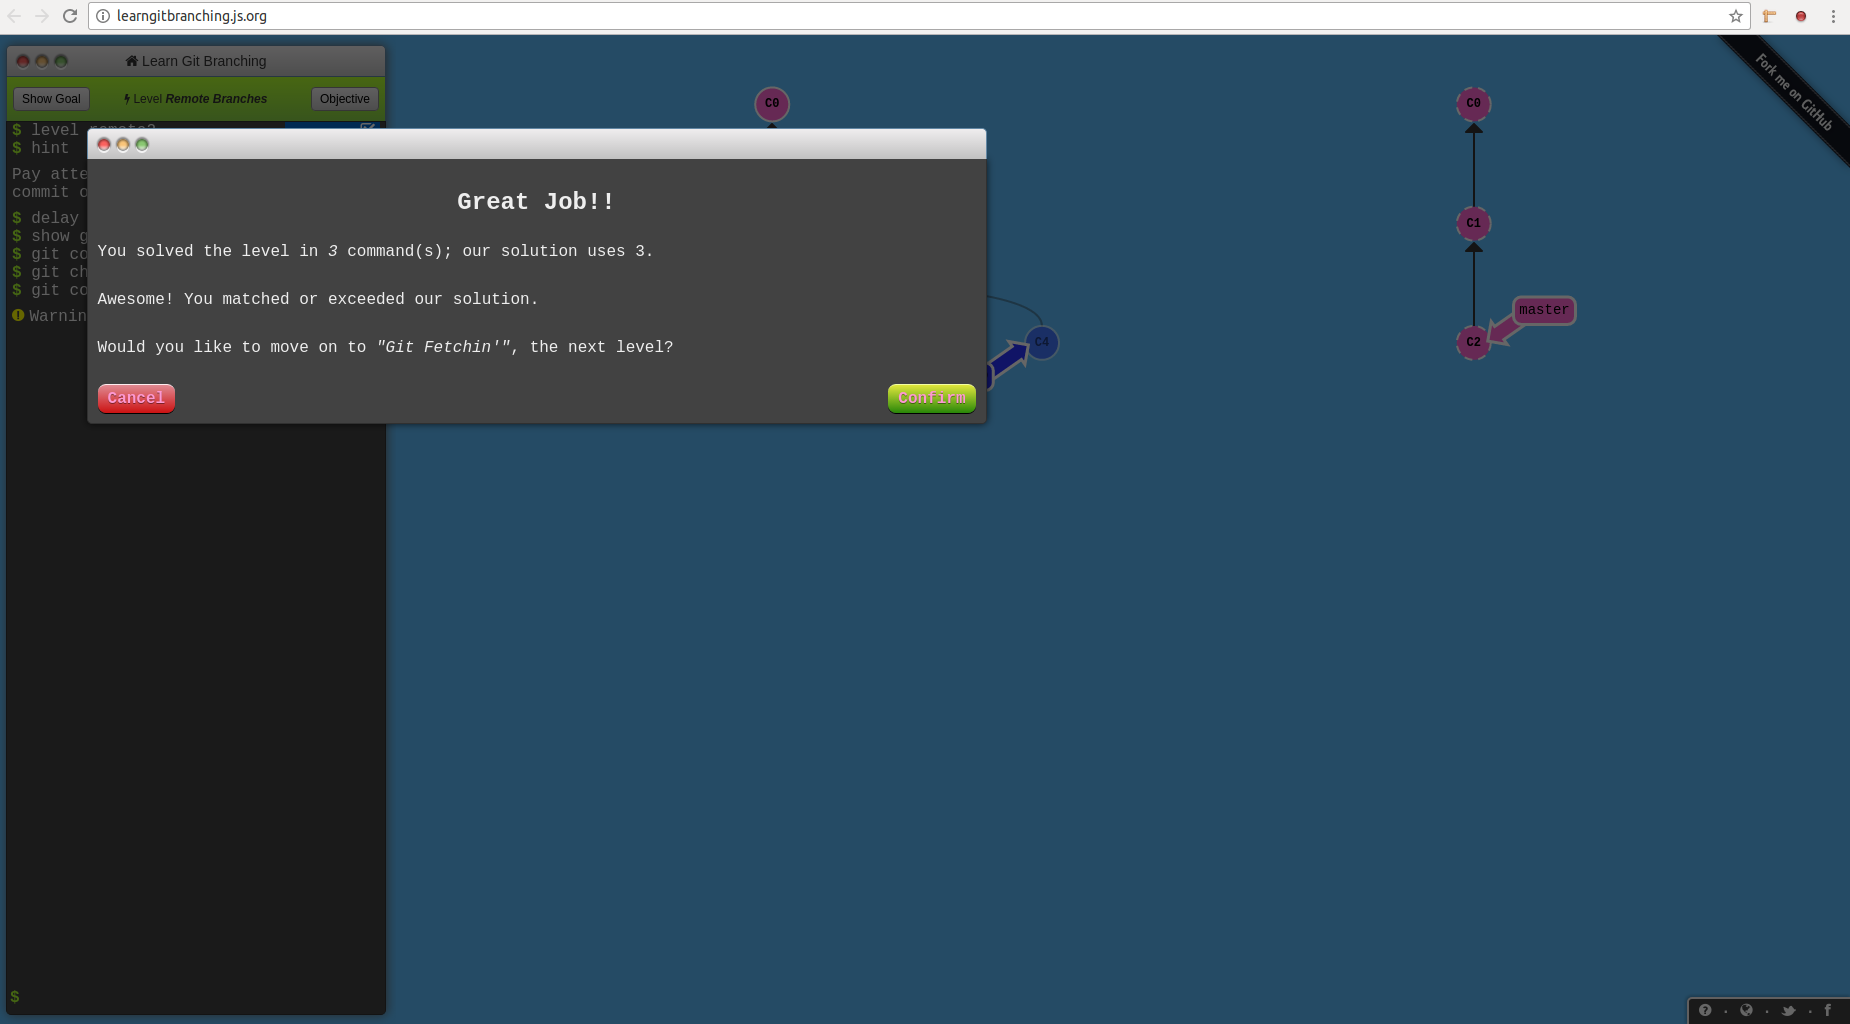 learngitbranching.js.org
Learn Git Branching
Show Goal
Level Remote Branches
Objective
$ level remote2
$ hint
Pay atte
commit o
$ delay
$ show g
$ git co
$ git ch
$ git co
Warnin
$
Great Job!!
You solved the level in 3 command(s); our solution uses 3.
Awesome! You matched or exceeded our solution.
Would you like to move on to "Git Fetchin'", the next level?
Cancel
Confirm
C0
C4
C0
C1
C2
master
Fork me on GitHub